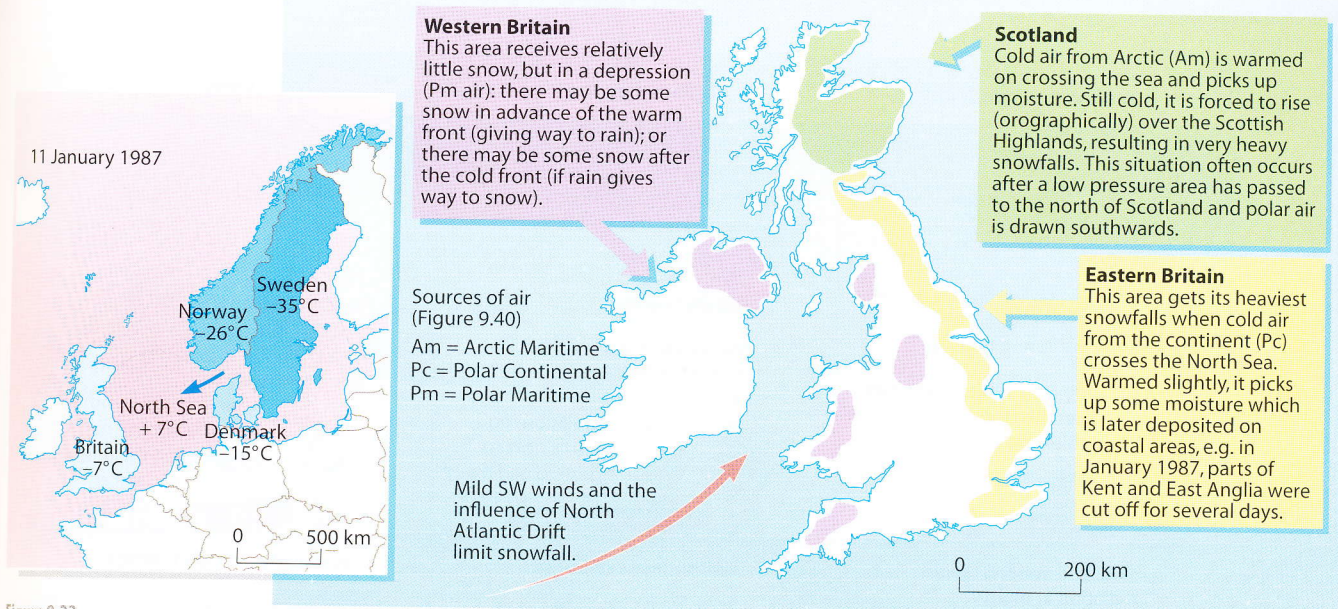 11 January 1987
Sweden
–35°C
Norway
–26°C
North Sea
+ 7°C
Denmark
–15°C
Britain
–7°C
0 500 km
Western Britain
This area receives relatively
little snow, but in a depression
(Pm air): there may be some
snow in advance of the warm
front (giving way to rain); or
there may be some snow after
the cold front (if rain gives
way to snow).
Sources of air
(Figure 9.40)
Am = Arctic Maritime
Pc = Polar Continental
Pm = Polar Maritime
Mild SW winds and the
influence of North
Atlantic Drift
limit snowfall.
Scotland
Cold air from Arctic (Am) is warmed
on crossing the sea and picks up
moisture. Still cold, it is forced to rise
(orographically) over the Scottish
Highlands, resulting in very heavy
snowfalls. This situation often occurs
after a low pressure area has passed
to the north of Scotland and polar air
is drawn southwards.
Eastern Britain
This area gets its heaviest
snowfalls when cold air
from the continent (Pc)
crosses the North Sea.
Warmed slightly, it picks
up some moisture which
is later deposited on
coastal areas, e.g. in
January 1987, parts of
Kent and East Anglia were
cut off for several days.
0 200 km